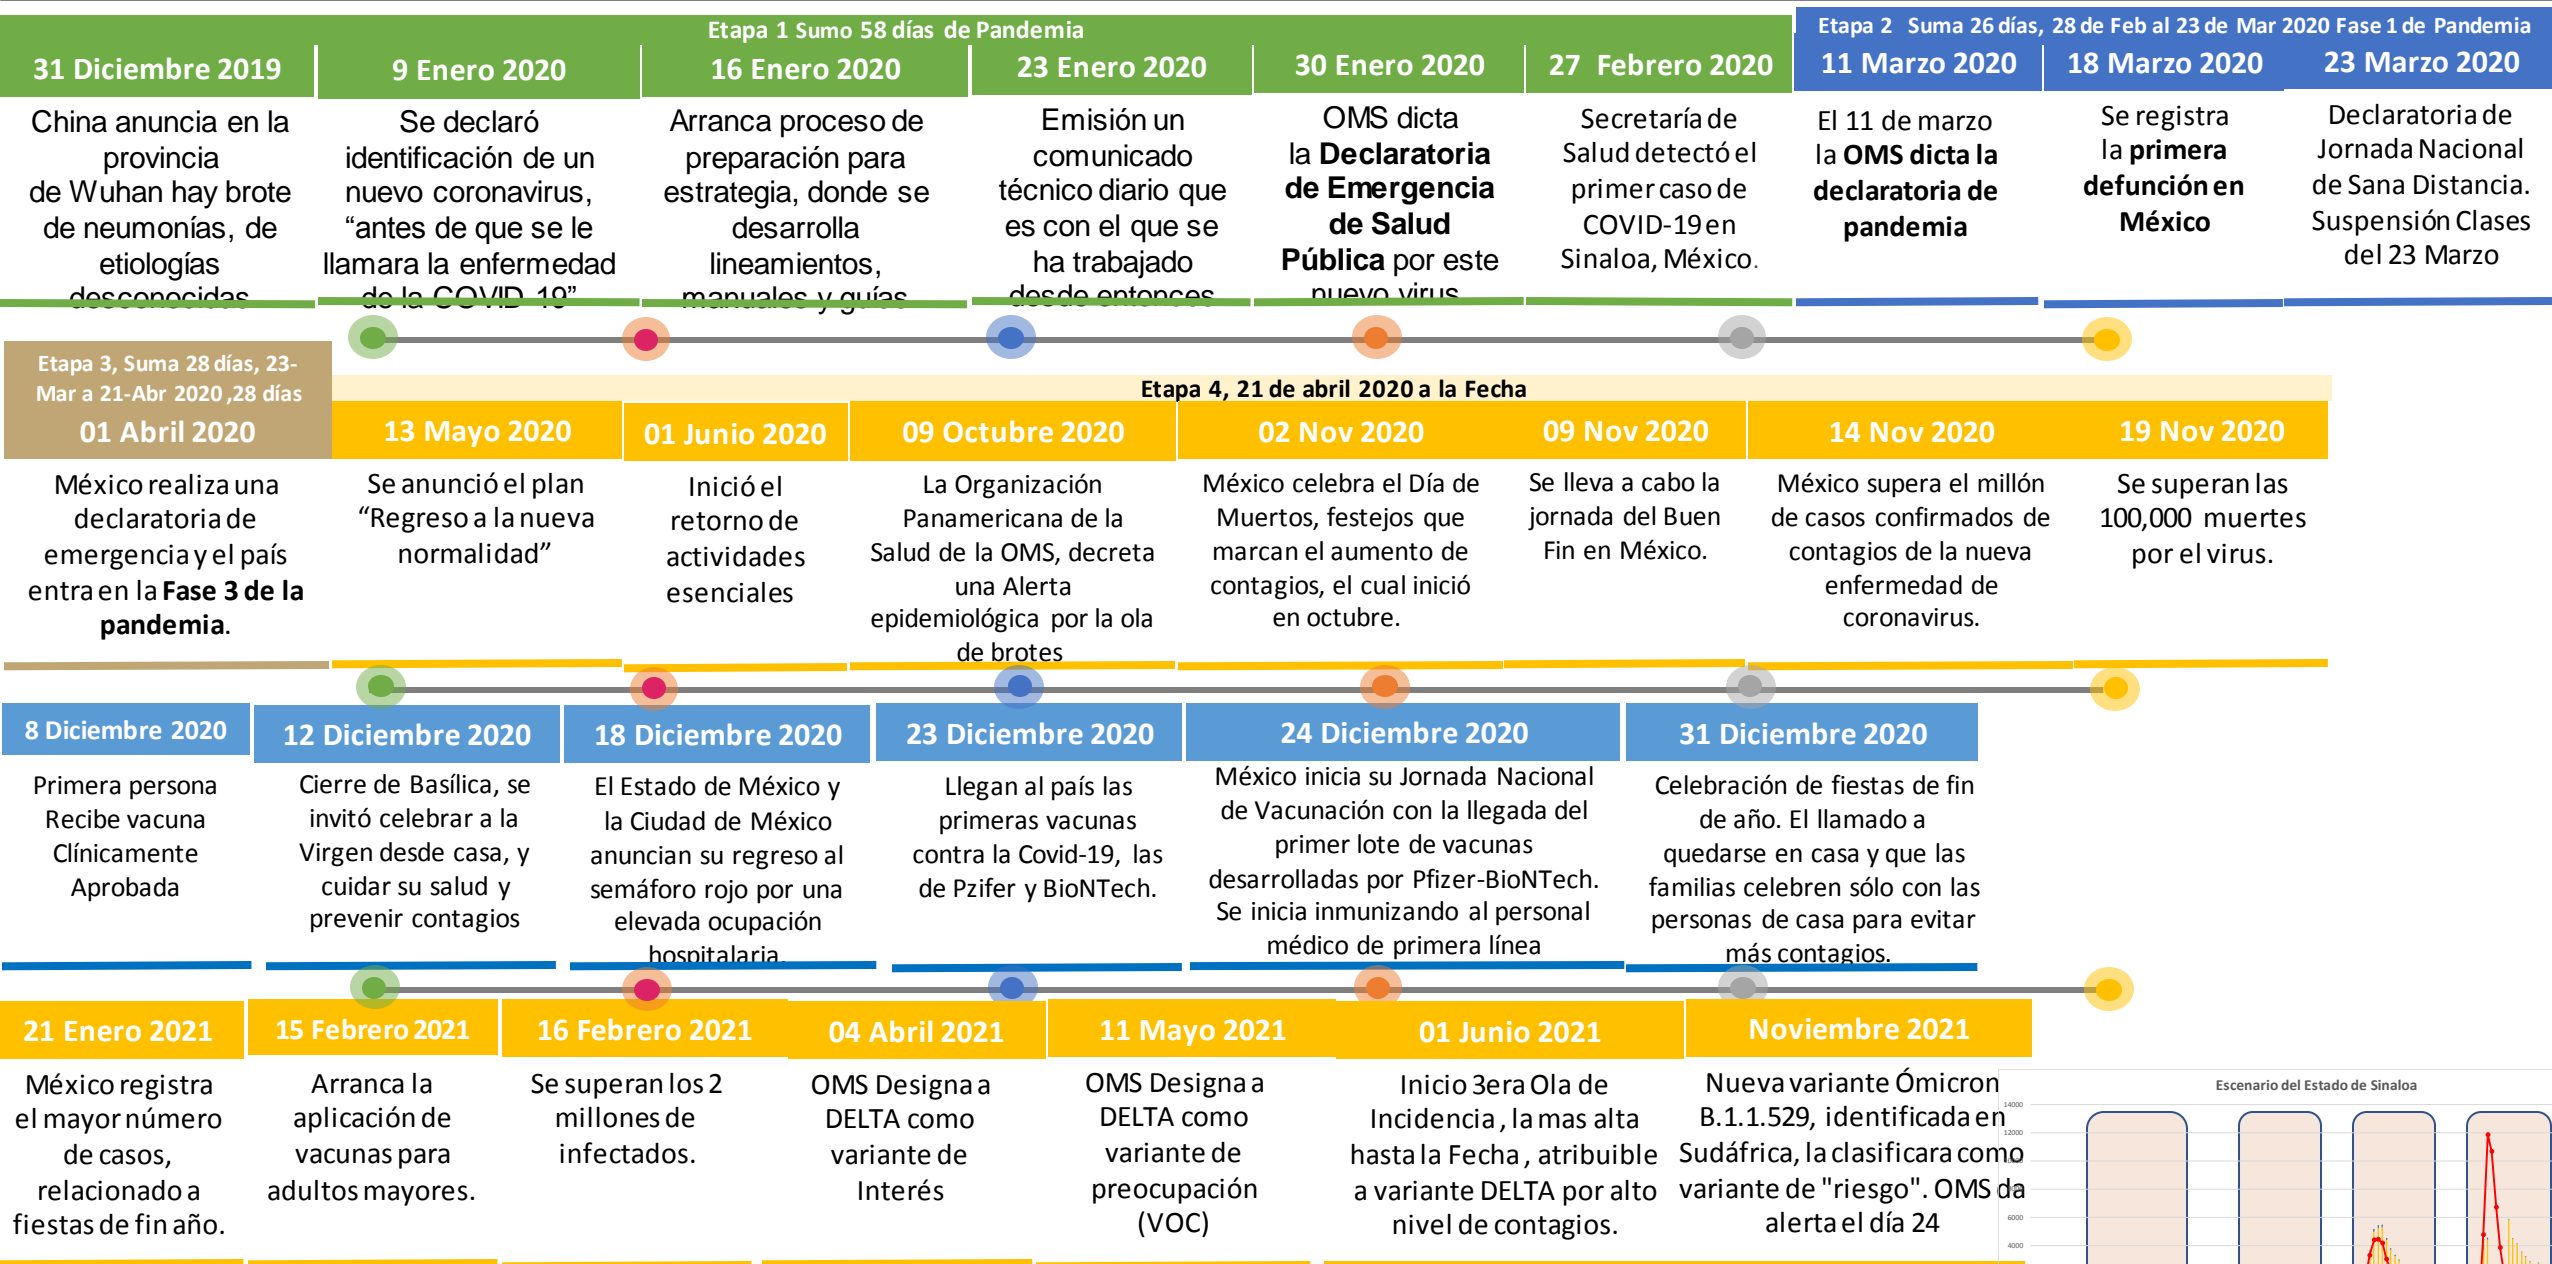 Etapa 1 Sumo 58 días de Pandemia
Etapa 2 Suma 26 días, 28 de Feb al 23 de Mar 2020 Fase 1 de Pandemia
31 Diciembre 2019
China anuncia en la
provincia
de Wuhan hay brote
de neumonías, de
etiologías
desconocidas
9 Enero 2020
Se declaró
identificación de un
nuevo coronavirus,
“antes de que se le
llamara la enfermedad
de la COVID-19”
16 Enero 2020
Arranca proceso de
preparación para
estrategia, donde se
desarrolla
lineamientos,
manuales y guías
23 Enero 2020
Emisión un
comunicado
técnico diario que
es con el que se
ha trabajado
desde entonces
30 Enero 2020
OMS dicta
la Declaratoria
de Emergencia
de Salud
Pública por este
nuevo virus
27 Febrero 2020
Secretaría de
Salud detectó el
primer caso de
COVID-19 en
Sinaloa, México.
11 Marzo 2020
El 11 de marzo
la OMS dicta la
declaratoria de
pandemia
18 Marzo 2020
Se registra
la primera
defunción en
México
23 Marzo 2020
Declaratoria de
Jornada Nacional
de Sana Distancia.
Suspensión Clases
del 23 Marzo
Etapa 3, Suma 28 días, 23-
Mar a 21-Abr 2020 ,28 días
Etapa 4, 21 de abril 2020 a la Fecha
01 Abril 2020
México realiza una
declaratoria de
emergencia y el país
entra en la Fase 3 de la
pandemia.
13 Mayo 2020
Se anunció el plan
“Regreso a la nueva
normalidad”
01 Junio 2020
Inició el
retorno de
actividades
esenciales
09 Octubre 2020
La Organización
Panamericana de la
Salud de la OMS, decreta
una Alerta
epidemiológica por la ola
de brotes
02 Nov 2020
México celebra el Día de
Muertos, festejos que
marcan el aumento de
contagios, el cual inició
en octubre.
09 Nov 2020
Se lleva a cabo la
jornada del Buen
Fin en México.
14 Nov 2020
México supera el millón
de casos confirmados de
contagios de la nueva
enfermedad de
coronavirus.
19 Nov 2020
Se superan las
100,000 muertes
por el virus.
8 Diciembre 2020
Primera persona
Recibe vacuna
Clínicamente
Aprobada
12 Diciembre 2020
Cierre de Basílica, se
invitó celebrar a la
Virgen desde casa, y
cuidar su salud y
prevenir contagios
18 Diciembre 2020
El Estado de México y
la Ciudad de México
anuncian su regreso al
semáforo rojo por una
elevada ocupación
hospitalaria.
23 Diciembre 2020
Llegan al país las
primeras vacunas
contra la Covid-19, las
de Pzifer y BioNTech.
24 Diciembre 2020
México inicia su Jornada Nacional
de Vacunación con la llegada del
primer lote de vacunas
desarrolladas por Pfizer-BioNTech.
Se inicia inmunizando al personal
médico de primera línea
31 Diciembre 2020
Celebración de fiestas de fin
de año. El llamado a
quedarse en casa y que las
familias celebren sólo con las
personas de casa para evitar
más contagios.
21 Enero 2021
México registra
el mayor número
de casos,
relacionado a
fiestas de fin año.
15 Febrero 2021
Arranca la
aplicación de
vacunas para
adultos mayores.
16 Febrero 2021
Se superan los 2
millones de
infectados.
04 Abril 2021
OMS Designa a
DELTA como
variante de
Interés
11 Mayo 2021
OMS Designa a
DELTA como
variante de
preocupación
(VOC)
01 Junio 2021
Inicio 3era Ola de
Incidencia , la mas alta
hasta la Fecha , atribuible
a variante DELTA por alto
nivel de contagios.
Noviembre 2021
Nueva variante Ómicron
B.1.1.529, identificada en
Sudáfrica, la clasificara como
variante de "riesgo". OMS da
alerta el día 24
Escenario del Estado de Sinaloa
14000
12000
6000
4000